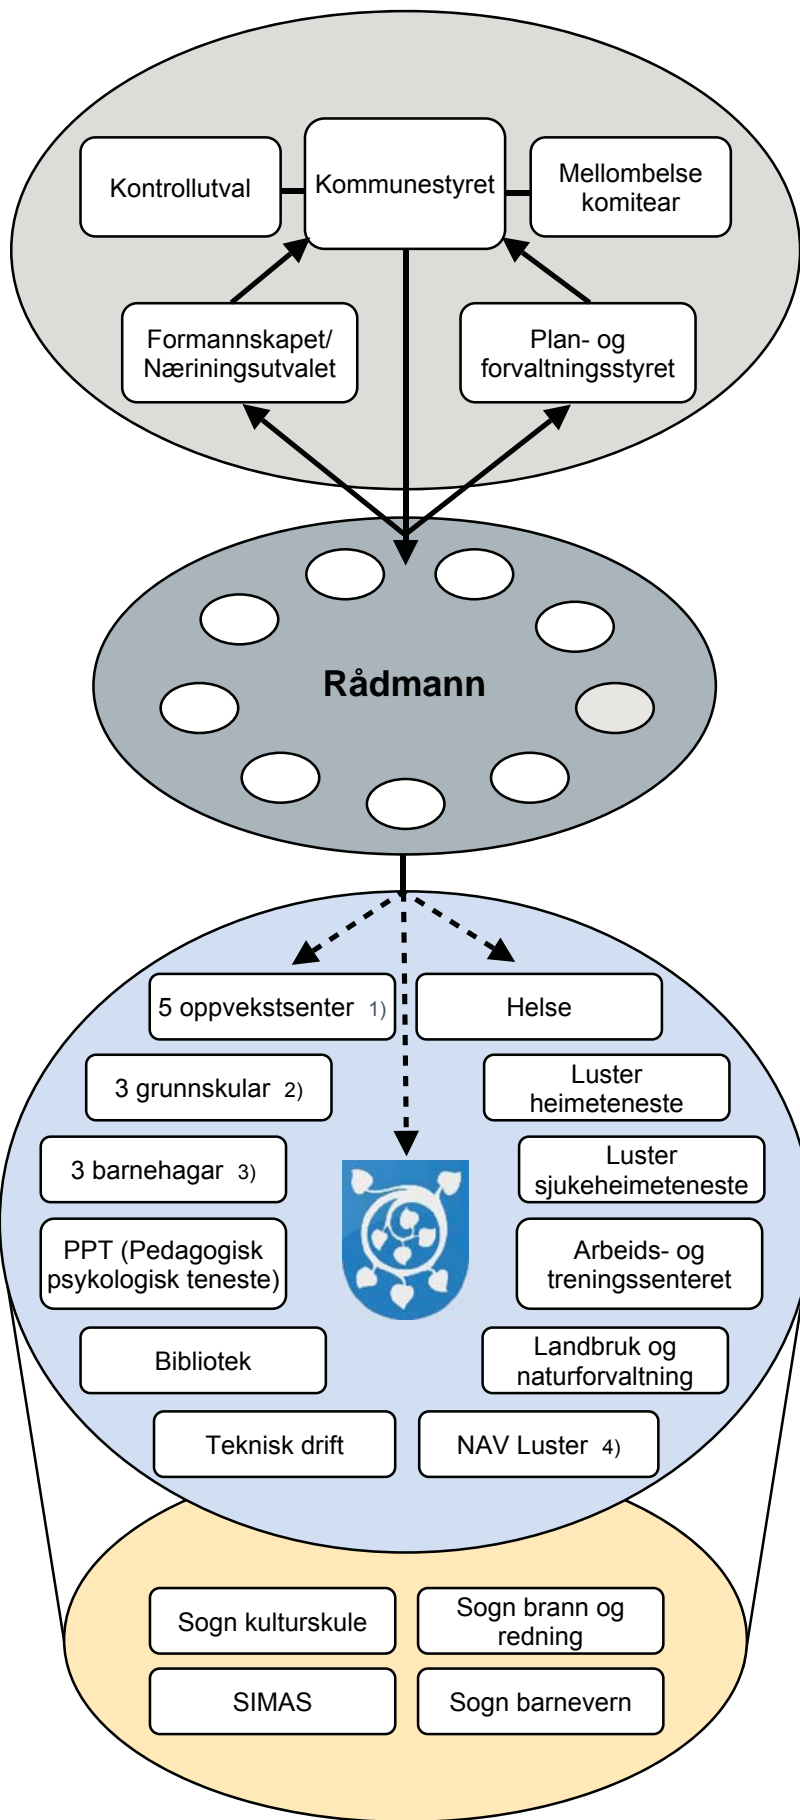 Kontrollutval
Kommunestyret
Mellombelse
komitear
Formannskapet/
Næriningsutvalet
Plan- og
forvaltningsstyret
Rådmann
5 oppvekstsenter 1)
Helse
3 grunnskular 2)
Luster
heimeteneste
3 barnehagar 3)
Luster
sjukeheimeteneste
PPT (Pedagogisk
psykologisk teneste)
Arbeids- og
treningssenteret
Bibliotek
Landbruk og
naturforvaltning
Teknisk drift
NAV Luster 4)
Sogn kulturskule
Sogn brann og
redning
SIMAS
Sogn barnevern